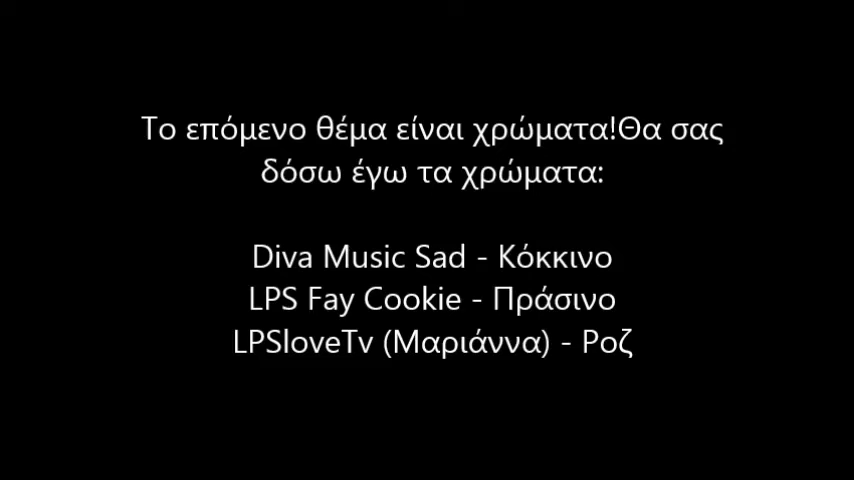 Το επόμενο θέμα είναι χρώματα!Θα σας
δόσω έγω τα χρώματα:
Diva Music Sad - Κόκκινο
LPS Fay Cookie - Πράσινο
LPSloveTv (Μαριάννα) - Ροζ